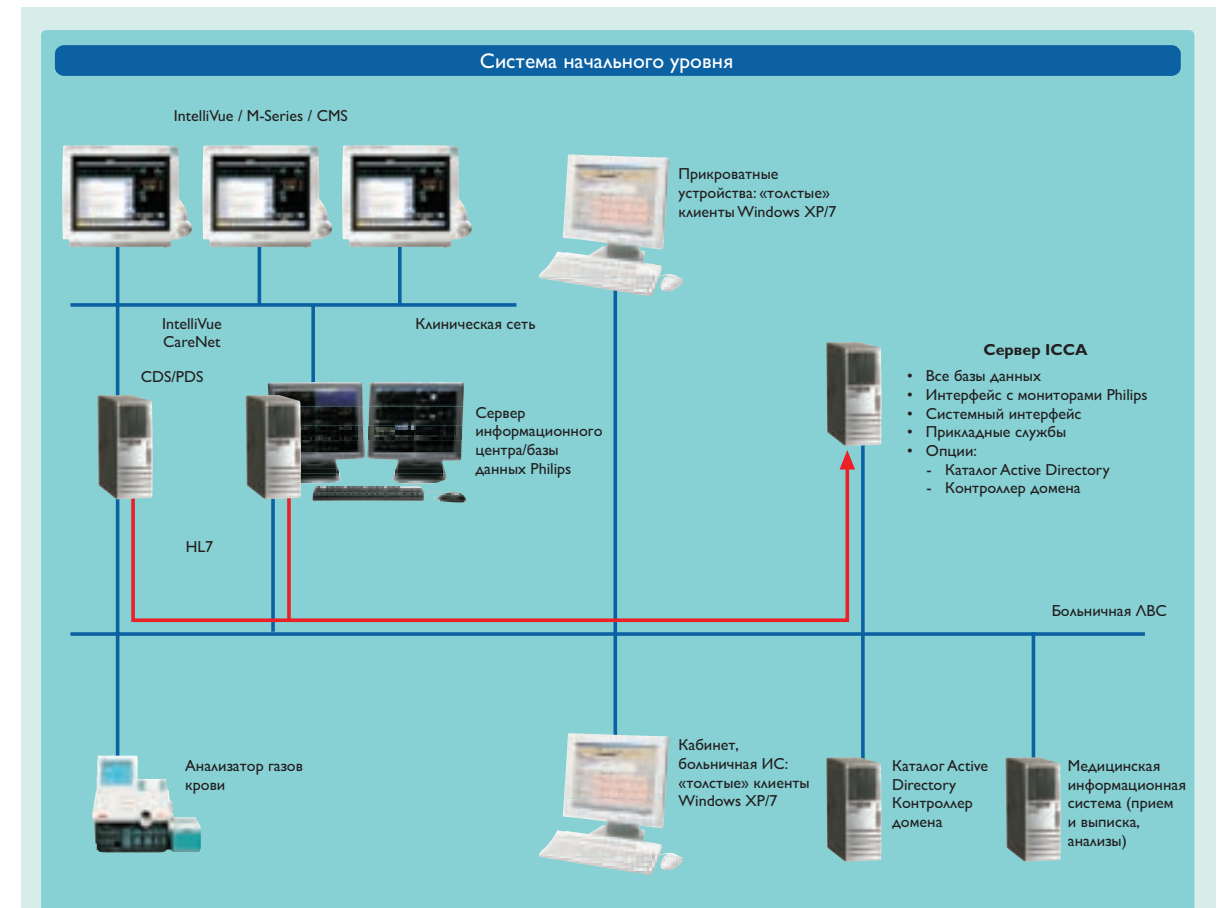 Система начального уровня
IntelliVue / M-Series / CMS
Прикроватные
устройства: «толстые»
клиенты Windows XP/7
IntelliVue
CareNet
Клиническая сеть
CDS/PDS
Сервер
информационного
центра/базы
данных Philips
Сервер ICCA
• Все базы данных
• Интерфейс с мониторами Philips
• Системный интерфейс
• Прикладные службы
• Опции:
- Каталог Active Directory
- Контроллер домена
HL7
Больничная ЛВС
Анализатор газов
крови
Кабинет,
больничная ИС:
«толстые» клиенты
Windows XP/7
Каталог Active
Directory
Контроллер
домена
Медицинская
информационная
система (прием
и выписка,
анализы)